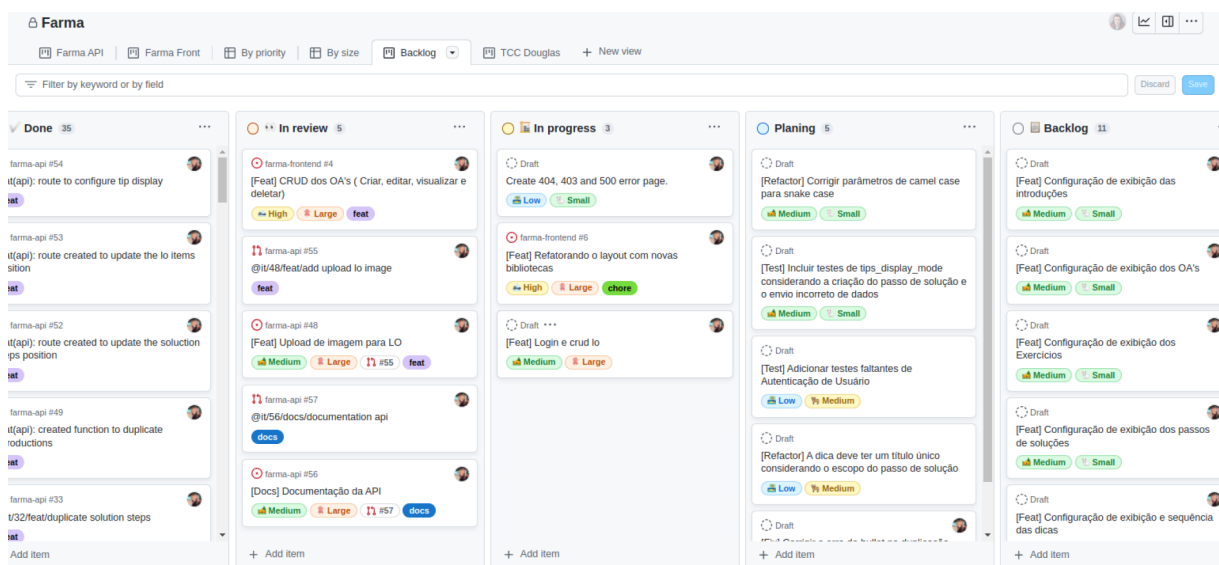 Farma
Farma API
Farma Front
By priority
By size
Backlog
TCC Douglas
New view
Filter by keyword or by field
Discard
Save
Done 35
farma-api #54
at(api): route to configure tip display
eat
farma-api #53
at(api): route created to update the lo items
sition
eat
farma-api #52
at(api): route created to update the soluction
eps position
eat
farma-api #49
at(api): created function to duplicate
roductions
eat
farma-api #33
t/32/feat/duplicate solution steps
eat
Add item
In review 5
farma-frontend #4
[Feat] CRUD dos OA's ( Criar, editar, visualizar e
deletar)
High Large feat
farma-api #55
@it/48/feat/add upload lo image
feat
farma-api #48
[Feat] Upload de imagem para LO
Medium Large #55 feat
farma-api #57
@it/56/docs/documentation api
docs
farma-api #56
[Docs] Documentação da API
Medium Large #57 docs
Add item
In progress 3
Draft
Create 404, 403 and 500 error page.
Low Small
farma-frontend #6
[Feat] Refatorando o layout com novas
bibliotecas
High Large chore
Draft
[Feat] Login e crud lo
Medium Large
Add item
Planing 5
Draft
[Refactor] Corrigir parâmetros de camel case
para snake case
Medium Small
Draft
[Test] Incluir testes de tips_display_mode
considerando a criação do passo de solução e
o envio incorreto de dados
Medium Small
Draft
[Test] Adicionar testes faltantes de
Autenticação de Usuário
Low Medium
Draft
[Refactor] A dica deve ter um título único
considerando o escopo do passo de solução
Low Medium
Draft
Add item
Backlog 11
Draft
[Feat] Configuração de exibição das
introduções
Medium Small
Draft
[Feat] Configuração de exibição dos OA's
Medium Small
Draft
[Feat] Configuração de exibição dos
Exercícios
Medium Small
Draft
[Feat] Configuração de exibição dos passos
de soluções
Medium Small
Draft
[Feat] Configuração de exibição e sequência
das dicas
Add item